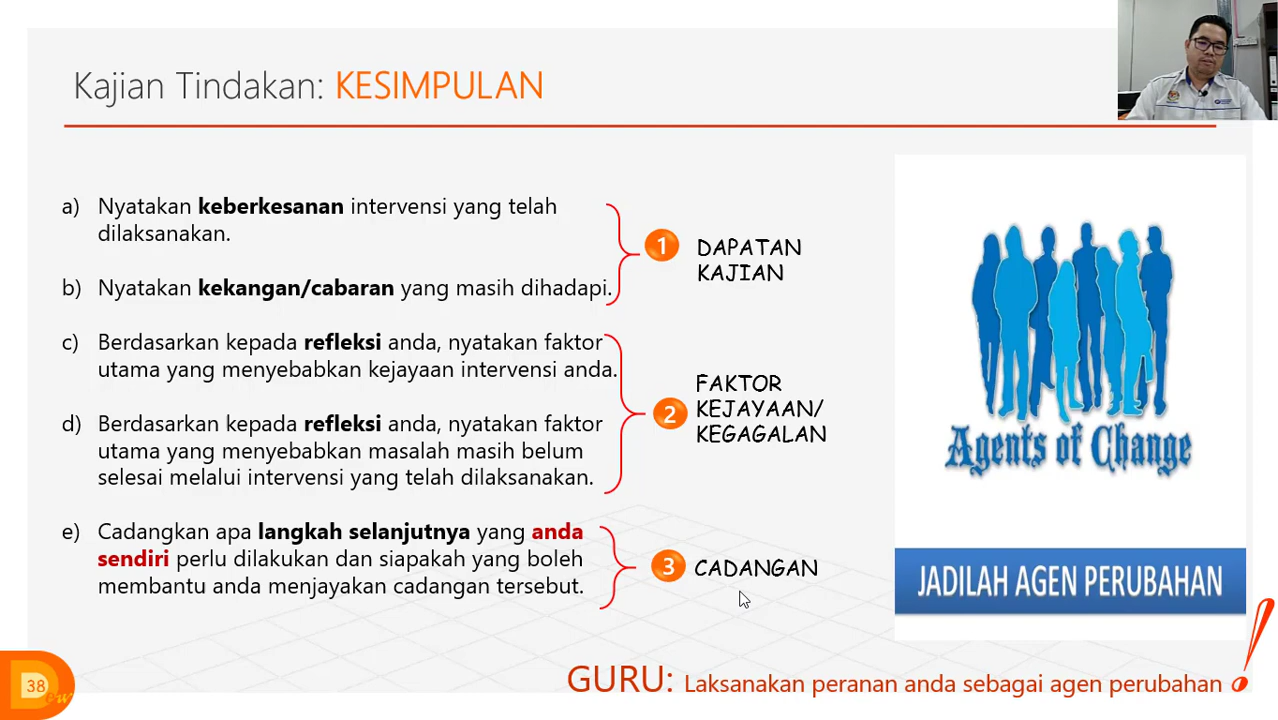 Kajian Tindakan: KESIMPULAN
a) Nyatakan keberkesanan intervensi yang telah
dilaksanakan.
b) Nyatakan kekangan/cabaran yang masih dihadapi.
1 DAPATAN
KAJIAN
c) Berdasarkan kepada refleksi anda, nyatakan faktor
utama yang menyebabkan kejayaan intervensi anda.
d) Berdasarkan kepada refleksi anda, nyatakan faktor
utama yang menyebabkan masalah masih belum
selesai melalui intervensi yang telah dilaksanakan.
2 FAKTOR
KEJAYAAN/
KEGAGALAN
e) Cadangkan apa langkah selanjutnya yang anda
sendiri perlu dilakukan dan siapakah yang boleh
membantu anda menjayakan cadangan tersebut.
3 CADANGAN
Agents of Change
JADILAH AGEN PERUBAHAN
38
GURU: Laksanakan peranan anda sebagai agen perubahan!